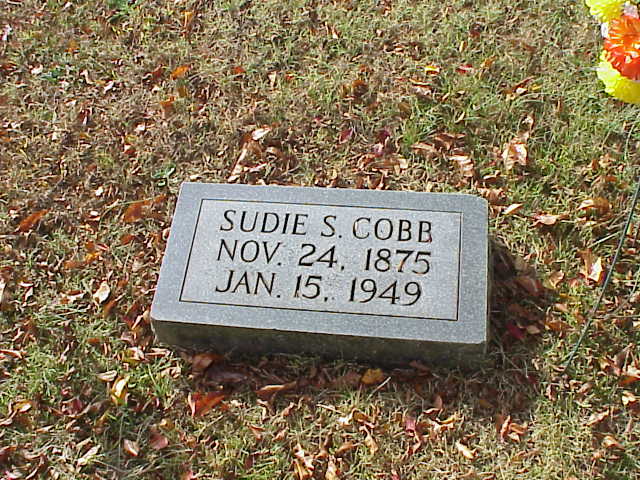 SUDIE S. COBB
NOV. 24, 1875
JAN. 15, 1949